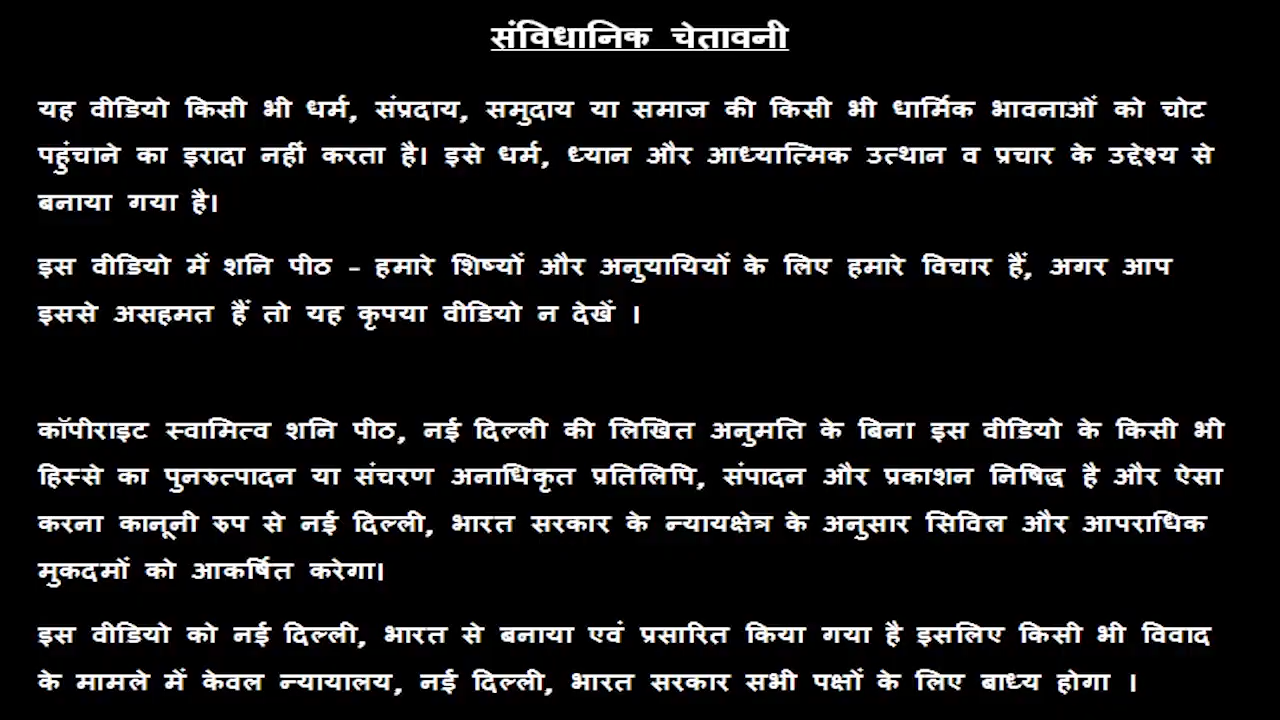 संविधानिक चेतावनी
यह वीडियो किसी भी धर्म, संप्रदाय, समुदाय या समाज की किसी भी धार्मिक भावनाओं को चोट
पहुंचाने का इरादा नहीं करता है। इसे धर्म, ध्यान और आध्यात्मिक उत्थान व प्रचार के उद्देश्य से
बनाया गया है।
इस वीडियो में शनि पीठ – हमारे शिष्यों और अनुयायियों के लिए हमारे विचार हैं, अगर आप
इससे असहमत हैं तो यह कृपया वीडियो न देखें ।
कॉपीराइट स्वामित्व शनि पीठ, नई दिल्ली की लिखित अनुमति के बिना इस वीडियो के किसी भी
हिस्से का पुनरुत्पादन या संचरण अनाधिकृत प्रतिलिपि, संपादन और प्रकाशन निषिद्ध है और ऐसा
करना कानूनी रुप से नई दिल्ली, भारत सरकार के न्यायक्षेत्र के अनुसार सिविल और आपराधिक
मुकदमों को आकर्षित करेगा।
इस वीडियो को नई दिल्ली, भारत से बनाया एवं प्रसारित किया गया है इसलिए किसी भी विवाद
के मामले में केवल न्यायालय, नई दिल्ली, भारत सरकार सभी पक्षों के लिए बाध्य होगा ।